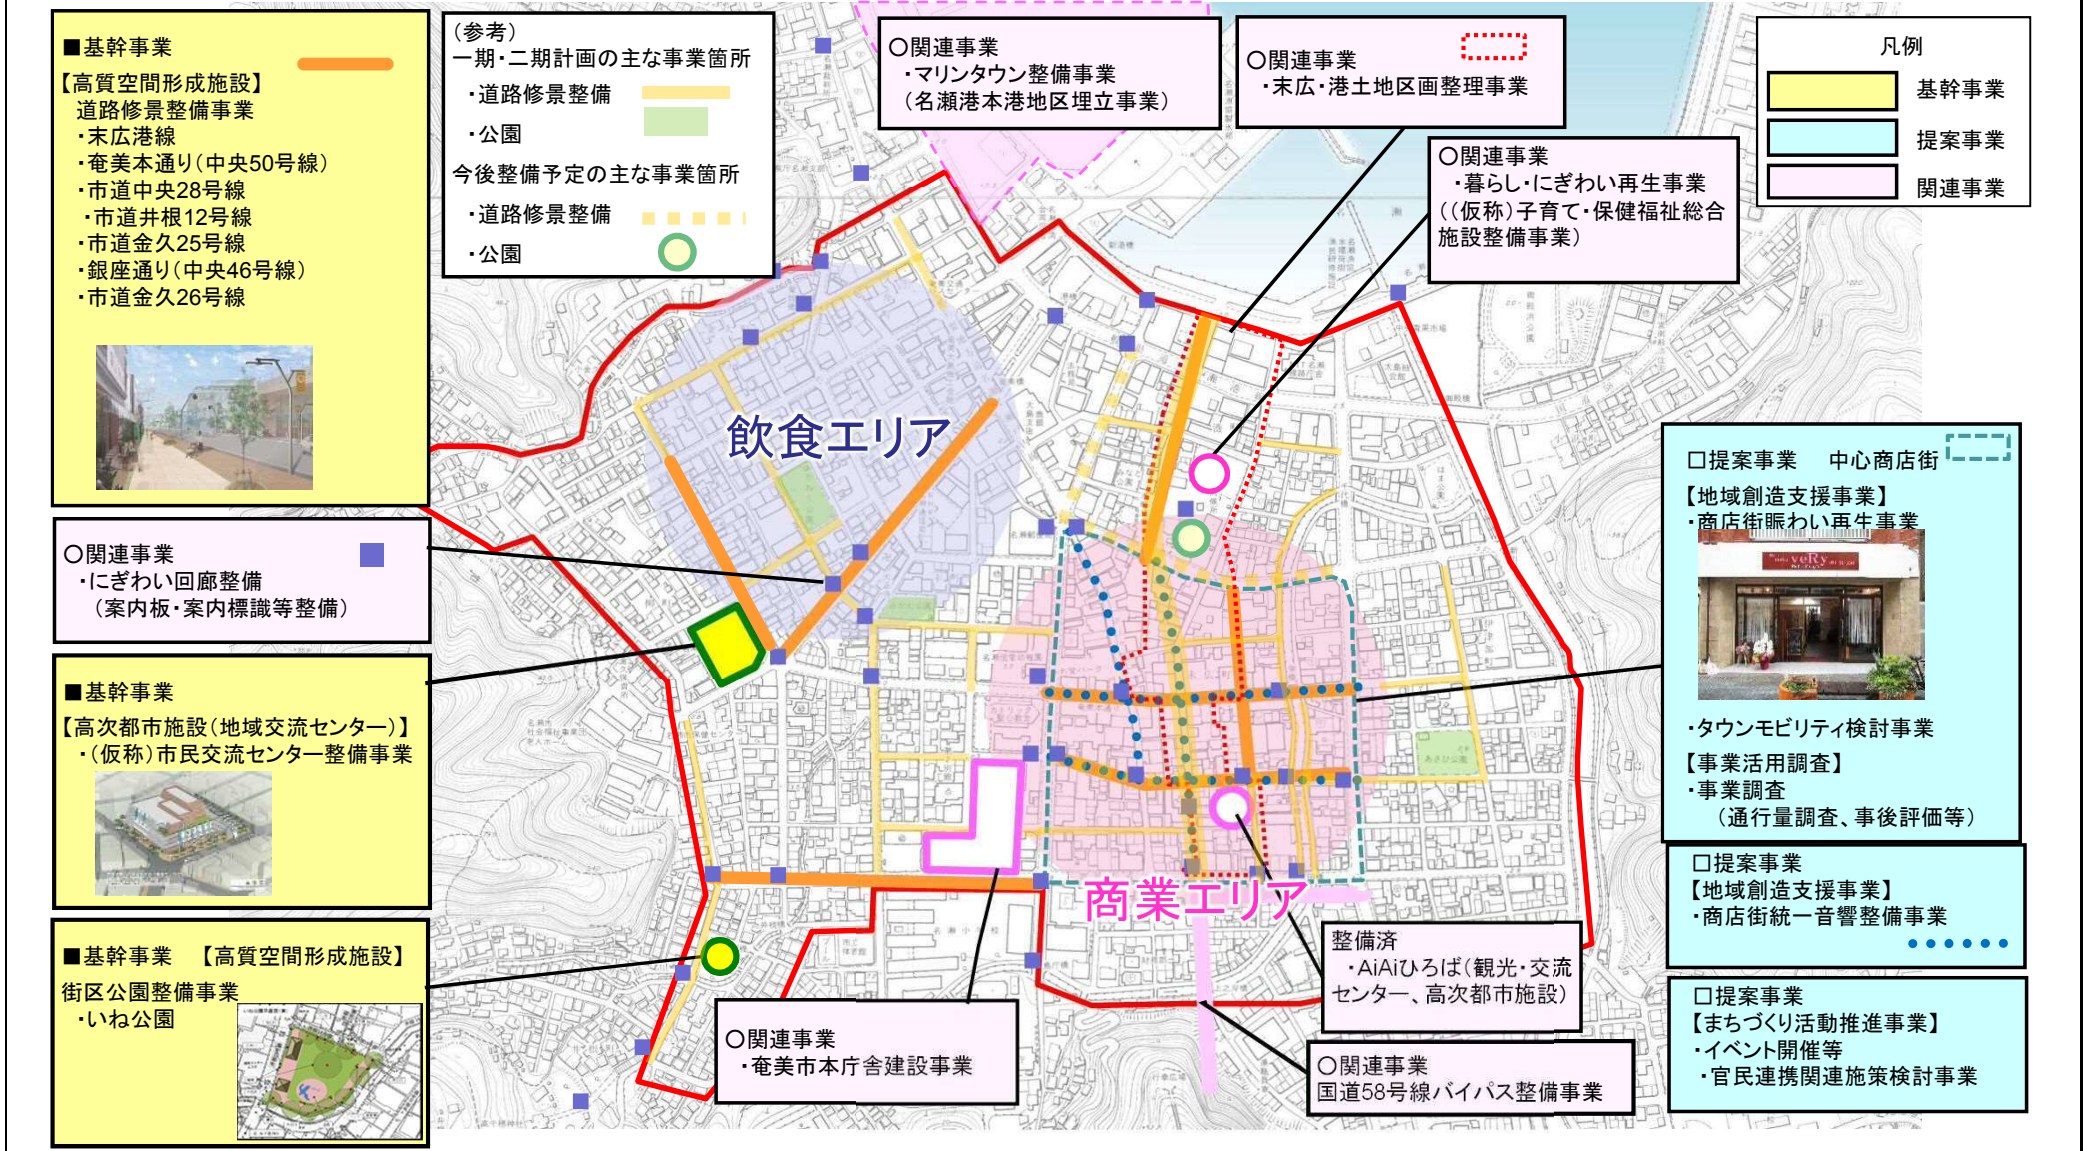 ■基幹事業
【高質空間形成施設】
道路修景整備事業
・末広港線
・奄美本通り(中央50号線)
・市道中央28号線
・市道井根12号線
・市道金久25号線
・銀座通り(中央46号線)
・市道金久26号線
(参考)
一期・二期計画の主な事業箇所
・道路修景整備
・公園
今後整備予定の主な事業箇所
・道路修景整備
・公園
〇関連事業
・マリンタウン整備事業
(名瀬港本港地区埋立事業)
〇関連事業
・末広・港土地区画整理事業
〇関連事業
・暮らし・にぎわい再生事業
((仮称)子育て・保健福祉総合
施設整備事業)
凡例
基幹事業
提案事業
関連事業
飲食エリア
商業エリア
〇関連事業
・にぎわい回廊整備
(案内板・案内標識等整備)
■基幹事業
【高次都市施設(地域交流センター)】
・(仮称)市民交流センター整備事業
■基幹事業 【高質空間形成施設】
街区公園整備事業
・いね公園
□提案事業 中心商店街
【地域創造支援事業】
・商店街賑わい再生事業
veRy
・タウンモビリティ検討事業
【事業活用調査】
・事業調査
(通行量調査、事後評価等)
□提案事業
【地域創造支援事業】
・商店街統一音響整備事業
□提案事業
【まちづくり活動推進事業】
・イベント開催等
・官民連携関連施策検討事業
整備済
・AiAiひろば(観光・交流
センター、高次都市施設)
〇関連事業
・奄美市本庁舎建設事業
〇関連事業
国道58号線バイパス整備事業